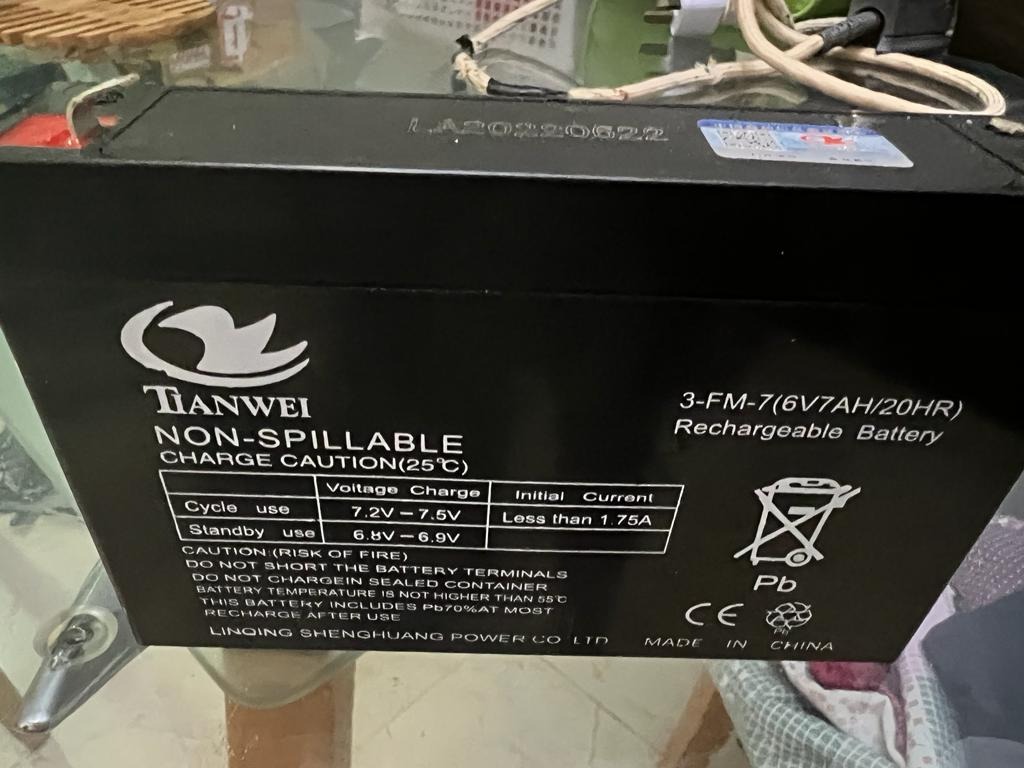 LA20220622
TIANWEI
NON-SPILLABLE
CHARGE CAUTION(25℃)
Voltage Charge Initial Current
Cycle use 7.2V－7.5V Less than 1.75A
Standby use 6.8V－6.9V
CAUTION:(RISK OF FIRE)
DO NOT SHORT THE BATTERY TERMINALS
DO NOT CHARGEIN SEALED CONTAINER
BATTERY TEMPERATURE IS NOT HIGHER THAN 55℃
THIS BATTERY INCLUDES Pb70%AT MOST
RECHARGE AFTER USE
LINQING SHENGHUANG POWER CO LTD
3-FM-7(6V7AH/20HR)
Rechargeable Battery
Pb
CE
Pb
MADE IN CHINA